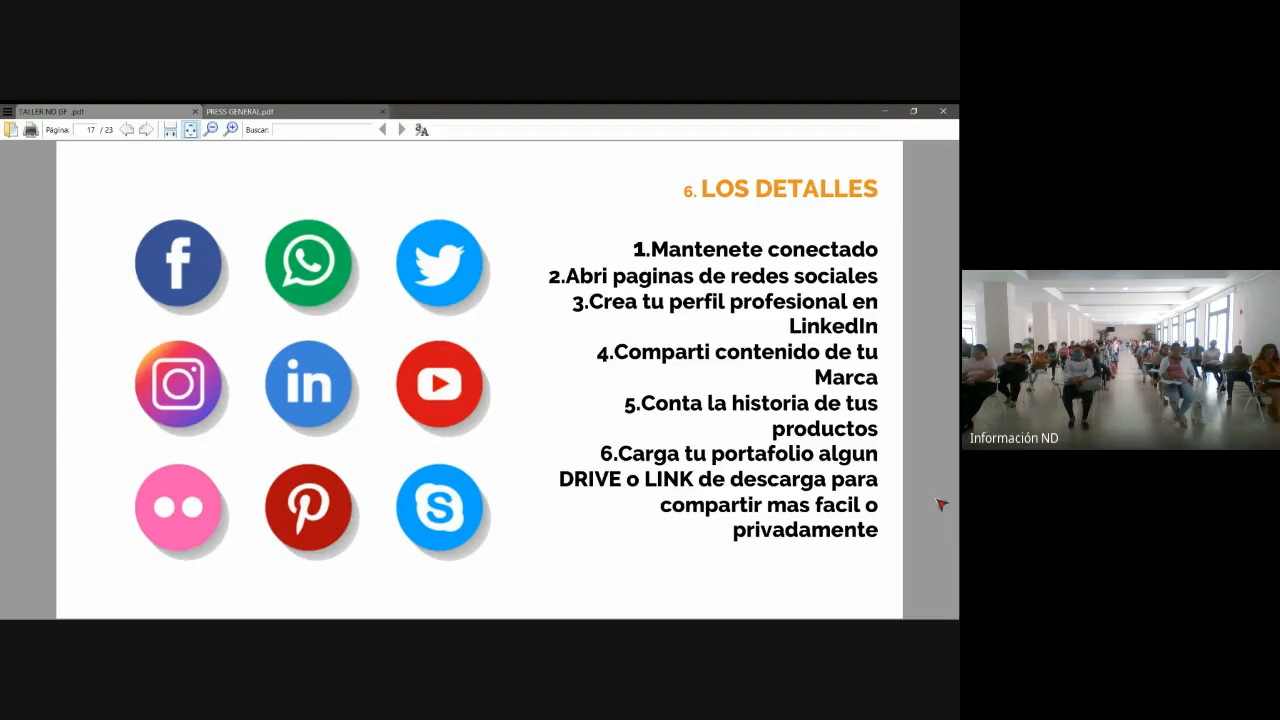 TALLER ND GF .pdf
PRESS GENERAL.pdf
Página: 17 / 23
Buscar:
6. LOS DETALLES
1.Mantenete conectado
2.Abri paginas de redes sociales
3.Crea tu perfil profesional en
LinkedIn
4.Comparti contenido de tu
Marca
5.Conta la historia de tus
productos
6.Carga tu portafolio algun
DRIVE o LINK de descarga para
compartir mas facil o
privadamente
in
Información ND